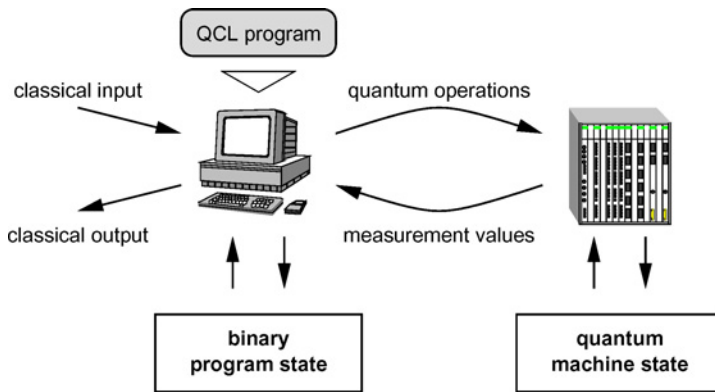 QCL program
classical input
quantum operations
classical output
measurement values
binary
program state
quantum
machine state